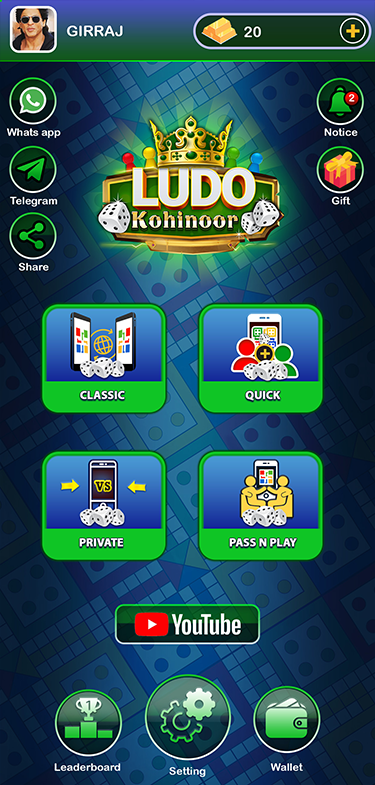 GIRRAJ
20
Whats app
2
Notice
Telegram
Gift
Share
LUDO
Kohinoor
CLASSIC
QUICK
VS
PRIVATE
PASS N PLAY
YouTube
1
Leaderboard
Setting
Wallet